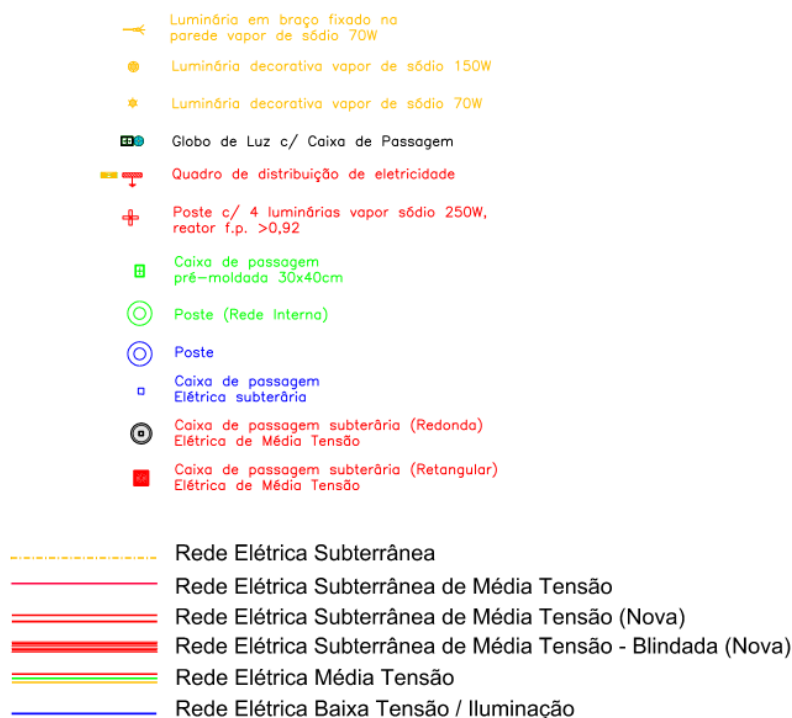 Luminária em braço fixado na
parede vapor de sódio 70W
Luminária decorativa vapor de sódio 150W
Luminária decorativa vapor de sódio 70W
Globo de Luz c/ Caixa de Passagem
Quadro de distribuição de eletricidade
Poste c/ 4 luminárias vapor sódio 250W,
reator f.p. >0,92
Caixa de passagem
pré-moldada 30x40cm
Poste (Rede Interna)
Poste
Caixa de passagem
Elétrica subterâria
Caixa de passagem subterâria (Redonda)
Elétrica de Média Tensão
Caixa de passagem subterâria (Retangular)
Elétrica de Média Tensão
Rede Elétrica Subterrânea
Rede Elétrica Subterrânea de Média Tensão
Rede Elétrica Subterrânea de Média Tensão (Nova)
Rede Elétrica Subterrânea de Média Tensão - Blindada (Nova)
Rede Elétrica Média Tensão
Rede Elétrica Baixa Tensão / Iluminação